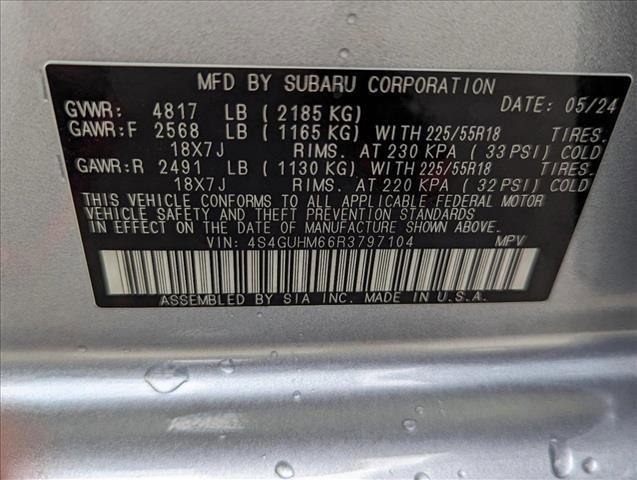 MFD BY SUBARU CORPORATION
DATE: 05/24
GVWR: 4817 LB (2185 KG)
GAWR:F 2568 LB (1165 KG) WITH 225/55R18 TIRES.
18X7J RIMS. AT 230 KPA (33 PSI) COLD
GAWR:R 2491 LB (1130 KG) WITH 225/55R18 TIRES.
18X7J RIMS. AT 220 KPA (32 PSI) COLD
THIS VEHICLE CONFORMS TO ALL APPLICABLE FEDERAL MOTOR
VEHICLE SAFETY AND THEFT PREVENTION STANDARDS
IN EFFECT ON THE DATE OF MANUFACTURE SHOWN ABOVE.
VIN: 4S4GUHM66R3797104 MPV
ASSEMBLED BY SIA INC. MADE IN U.S.A.